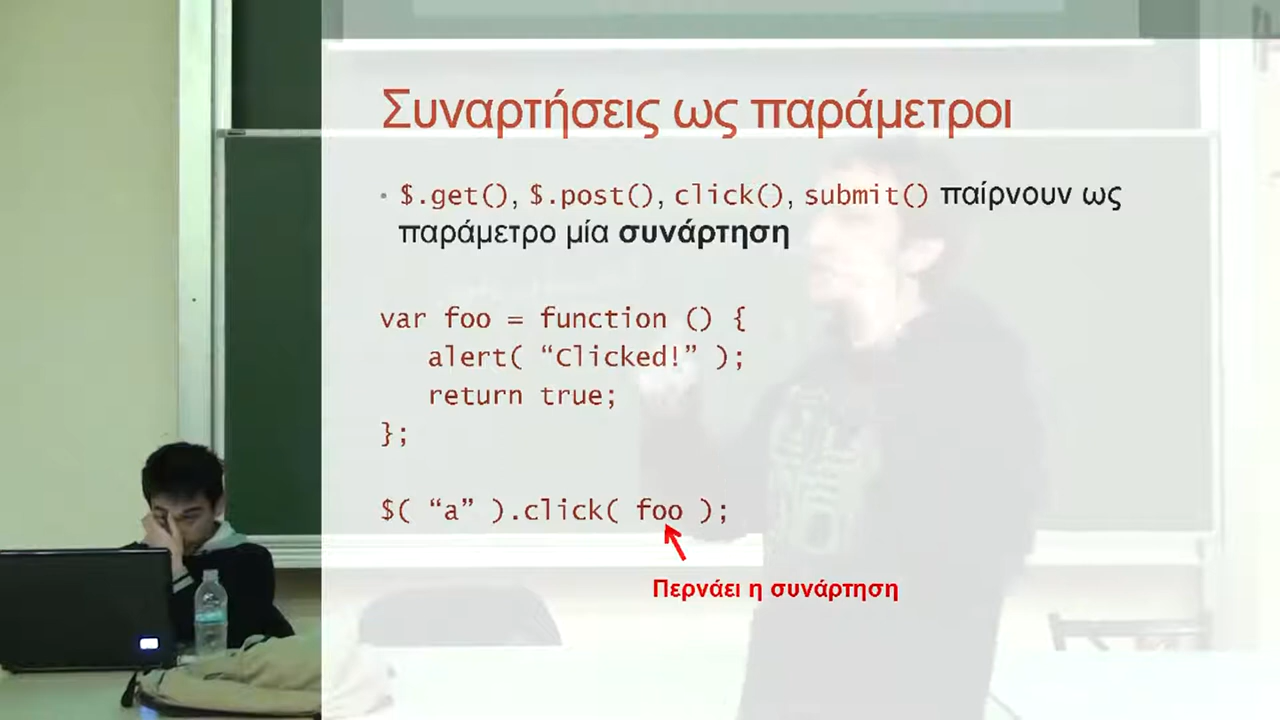 Συναρτήσεις ως παράμετροι
• $.get(), $.post(), click(), submit() παίρνουν ως
παράμετρο μία συνάρτηση
var foo = function () {
alert( “Clicked!” );
return true;
};
$( “a” ).click( foo );
Περνάει η συνάρτηση